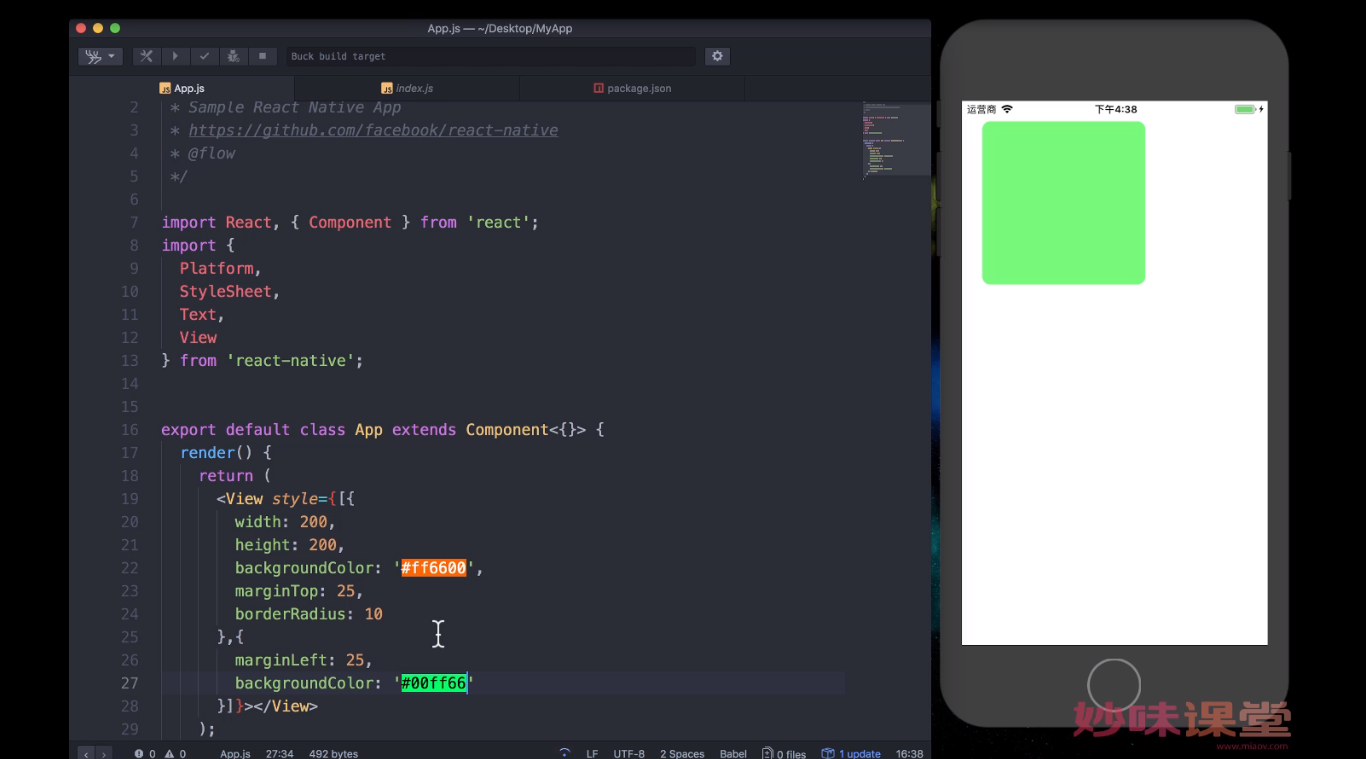 App.js — ~/Desktop/MyApp
Buck build target
App.js
index.js
package.json
2 * Sample React Native App
3 * https://github.com/facebook/react-native
4 * @flow
5 */
6
7 import React, { Component } from 'react';
8 import {
9 Platform,
10 StyleSheet,
11 Text,
12 View
13 } from 'react-native';
14
15
16 export default class App extends Component<{}> {
17 render() {
18 return (
19 <View style={[{
20 width: 200,
21 height: 200,
22 backgroundColor: '#ff6600',
23 marginTop: 25,
24 borderRadius: 10
25 },{
26 marginLeft: 25,
27 backgroundColor: '#00ff66'
28 }]}></View>
29 );
0 0 App.js 27:34 492 bytes LF UTF-8 2 Spaces Babel 0 files 1 update 16:38
运营商 下午4:38
妙味课堂
www.miaov.com